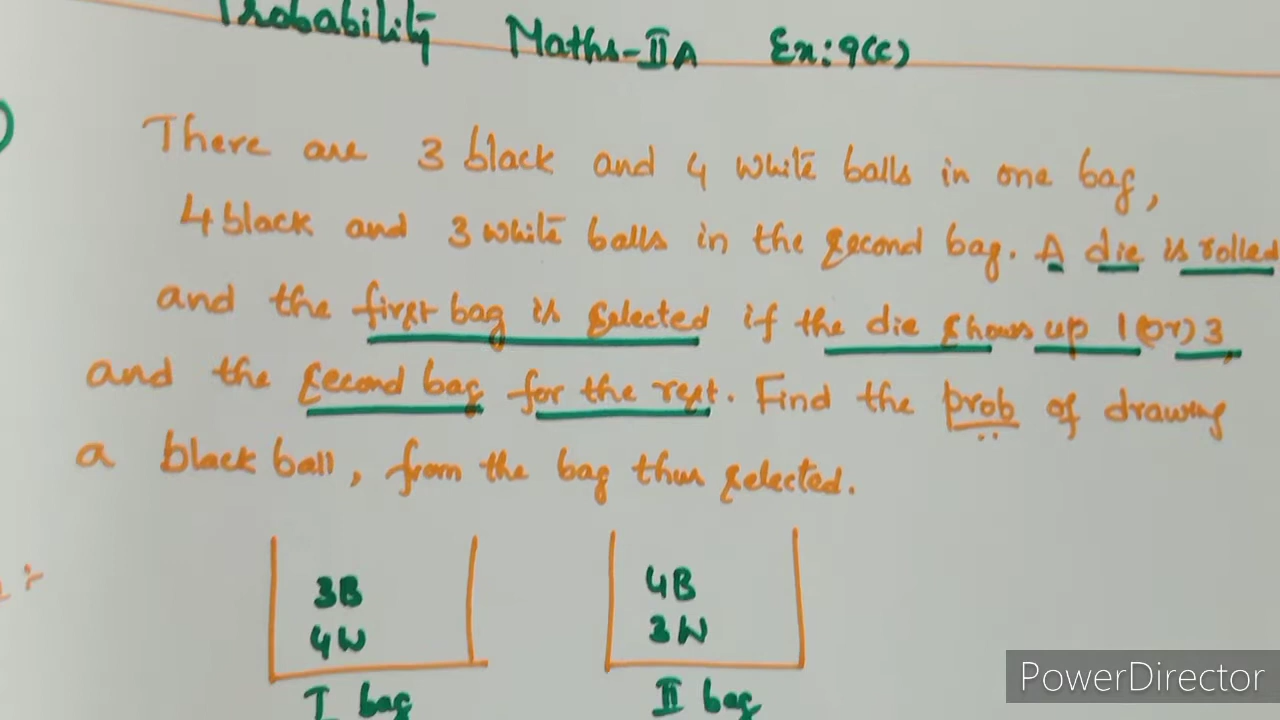 Probability Maths-IIA Ex:9(c)
There are 3 black and 4 white balls in one bag,
4 black and 3 white balls in the second bag. A die is rolled
and the first bag is selected if the die shows up 1 (or) 3,
and the second bag for the rest. Find the prob of drawing
a black ball, from the bag thus selected.
3B 4B
4W 3W
I bag II bag
PowerDirector